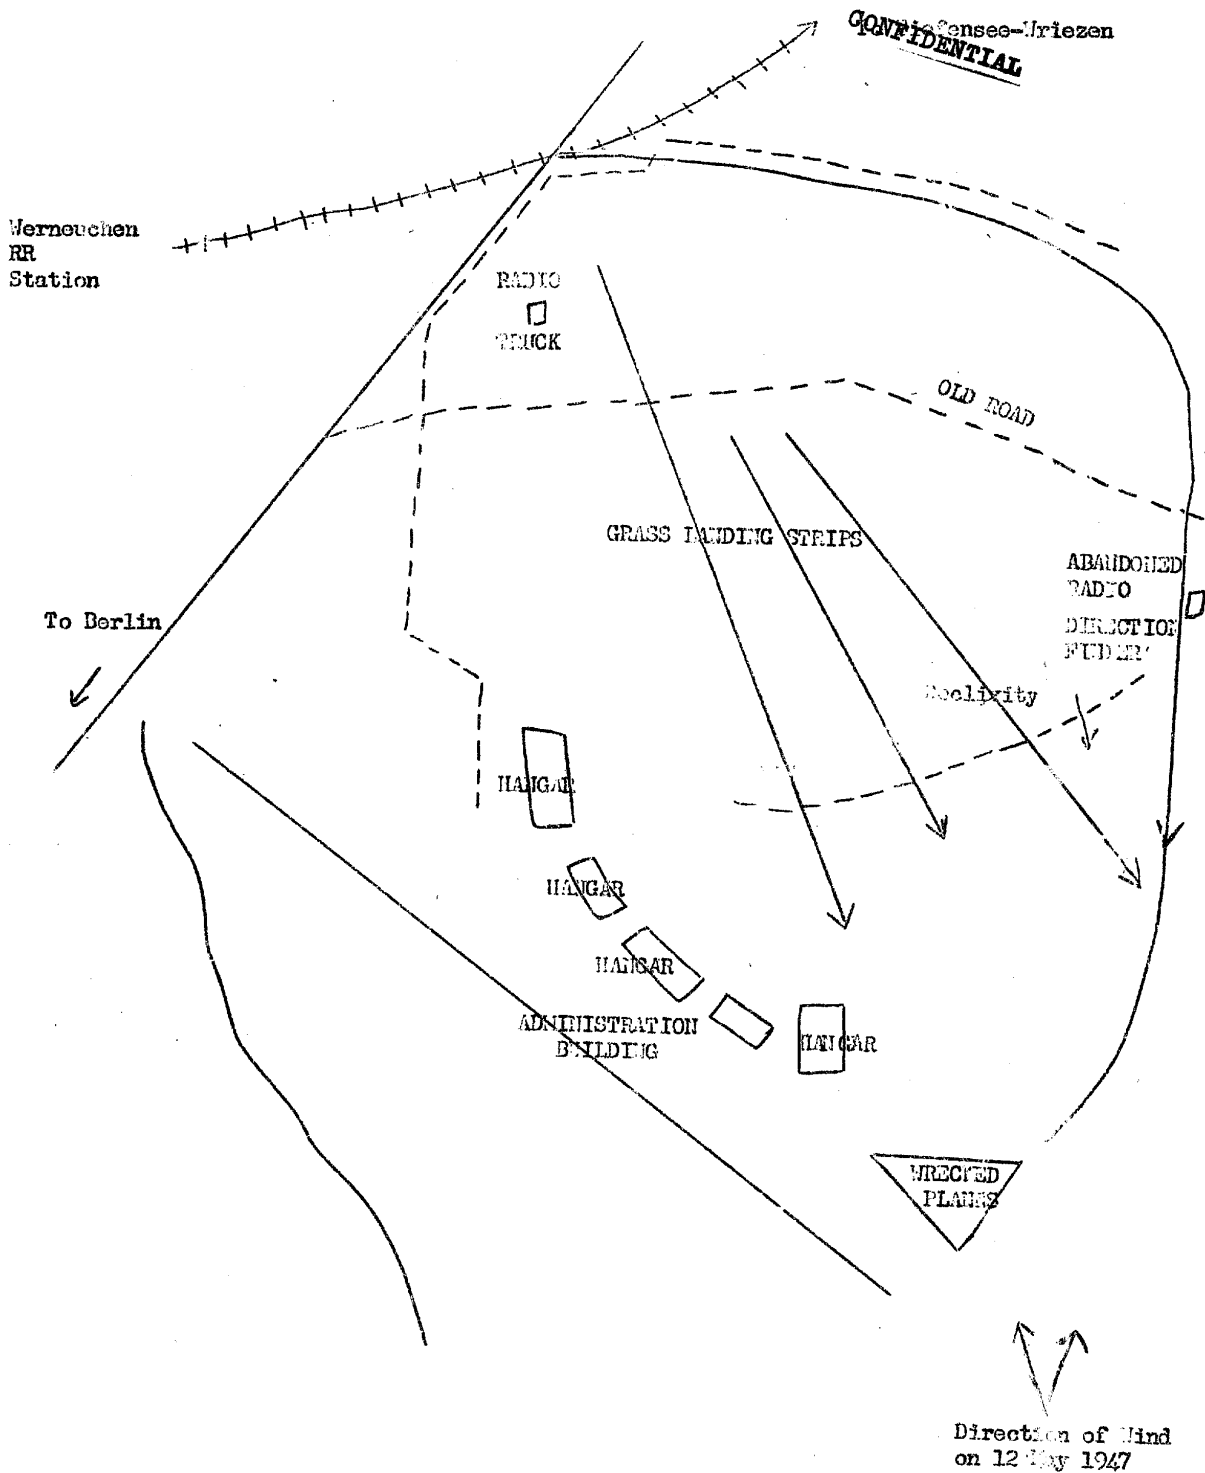 CONFIDENTIAL
Werneuchen
RR
Station
RADIO
TRUCK
OLD ROAD
GRASS LANDING STRIPS
ABANDONED
RADIO
DIRECTION
FINDER
To Berlin
HANGAR
HANGAR
HANGAR
ADMINISTRATION
BUILDING
HANGAR
WRECKED
PLANES
Direction of Wind
on 12 May 1947